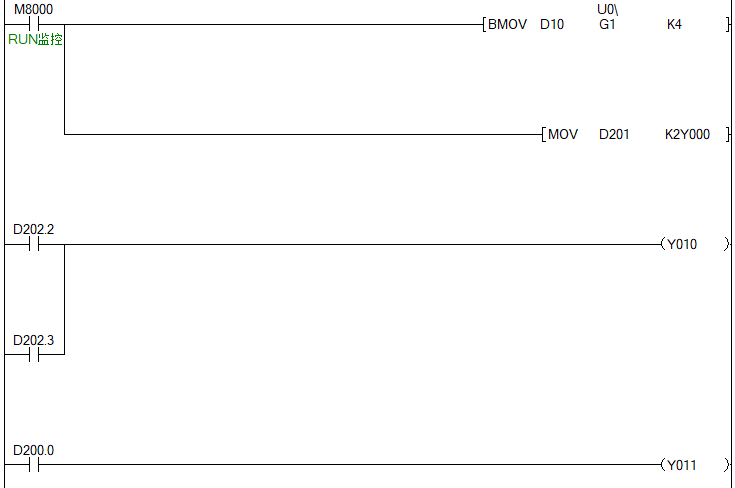 M8000
U0\
BMOV D10 G1 K4
RUN监控
MOV D201 K2Y000
D202.2
Y010
D202.3
D200.0
Y011